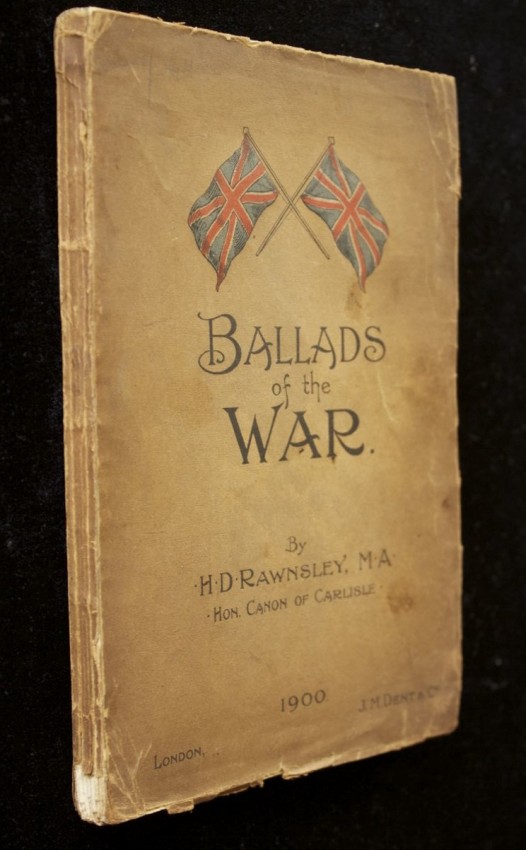 BALLADS
of the
WAR.
By
·H·D·RAWNSLEY, M·A·
·HON. CANON OF CARLISLE·
1900
LONDON, J.M.DENT & Co